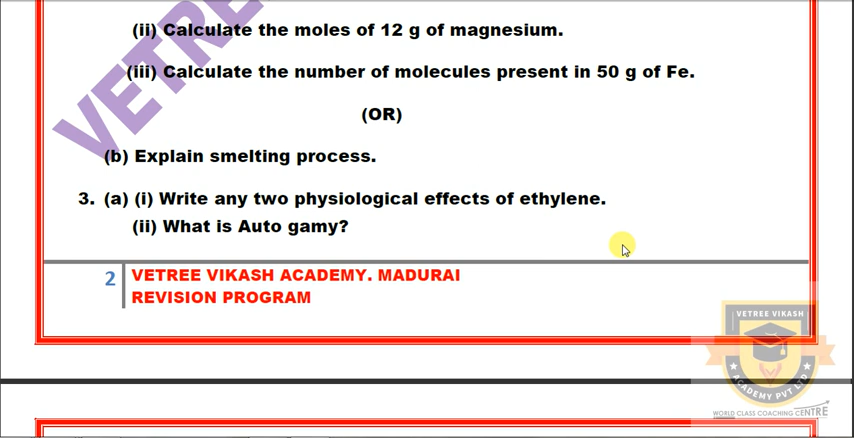 (ii) Calculate the moles of 12 g of magnesium.
(iii) Calculate the number of molecules present in 50 g of Fe.
(OR)
(b) Explain smelting process.
3. (a) (i) Write any two physiological effects of ethylene.
(ii) What is Auto gamy?
2 VETREE VIKASH ACADEMY. MADURAI
REVISION PROGRAM
VETREE VIKASH
ACADEMY PVT LTD
WORLD CLASS COACHING CENTRE
VETRE